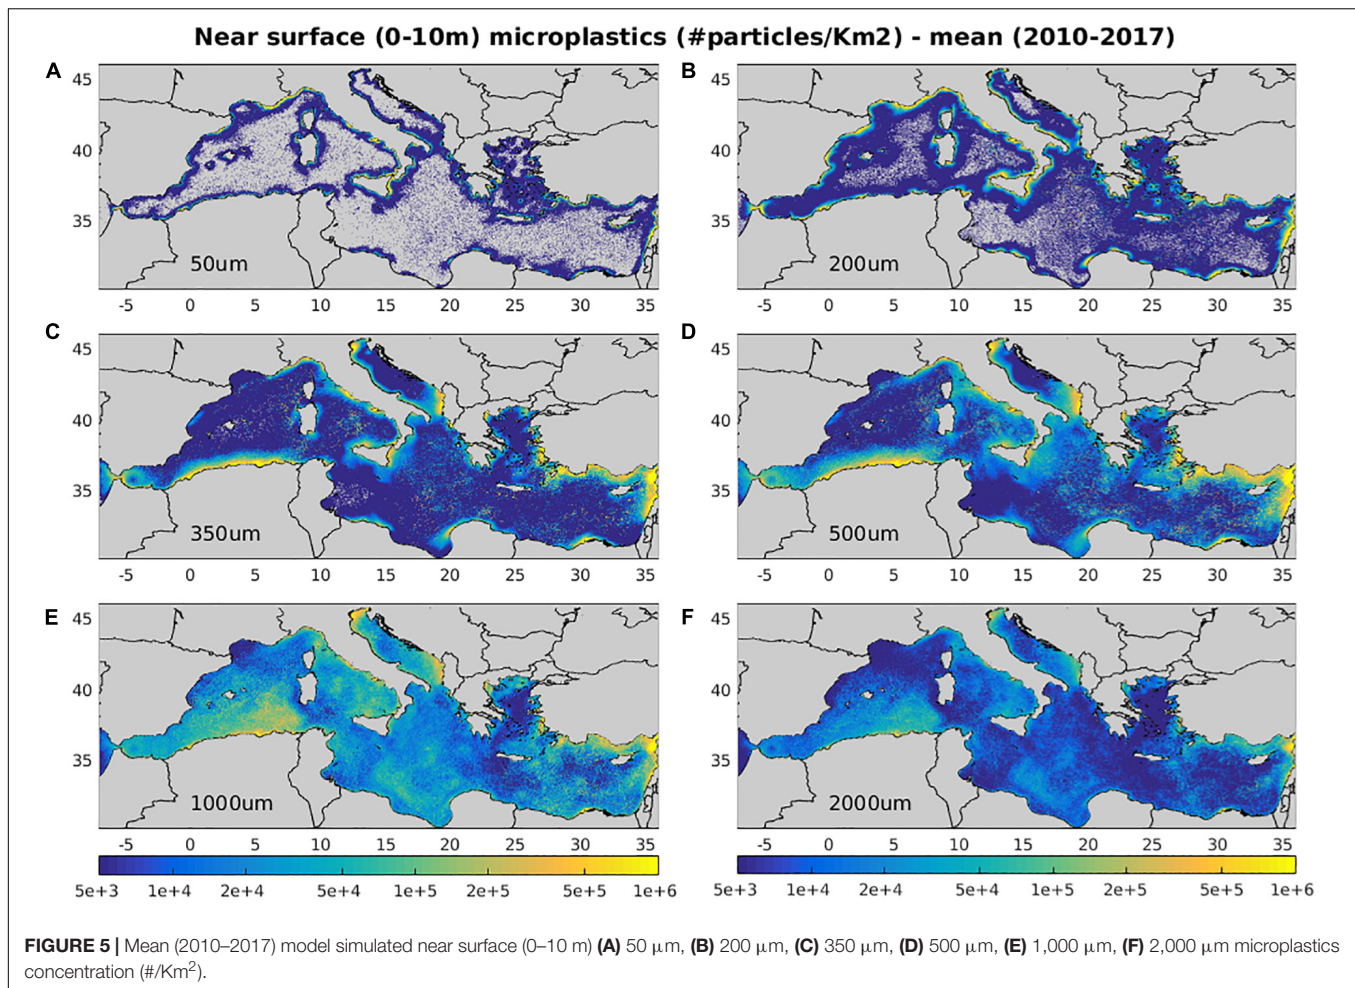 Near surface (0-10m) microplastics (#particles/Km2) - mean (2010-2017)
A
45
40
35
50um
-5 0 5 10 15 20 25 30 35
B
45
40
35
200um
-5 0 5 10 15 20 25 30 35
C
45
40
35
350um
-5 0 5 10 15 20 25 30 35
D
45
40
35
500um
-5 0 5 10 15 20 25 30 35
E
45
40
35
1000um
-5 0 5 10 15 20 25 30 35
5e+3 1e+4 2e+4 5e+4 1e+5 2e+5 5e+5 1e+6
F
45
40
35
2000um
-5 0 5 10 15 20 25 30 35
5e+3 1e+4 2e+4 5e+4 1e+5 2e+5 5e+5 1e+6
FIGURE 5 | Mean (2010–2017) model simulated near surface (0–10 m) (A) 50 μm, (B) 200 μm, (C) 350 μm, (D) 500 μm, (E) 1,000 μm, (F) 2,000 μm microplastics
concentration (#/Km²).